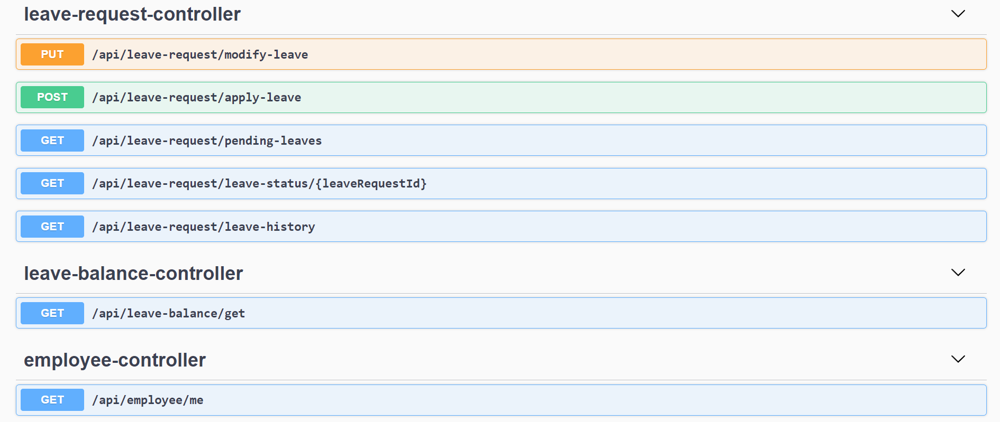 leave-request-controller
PUT /api/leave-request/modify-leave
POST /api/leave-request/apply-leave
GET /api/leave-request/pending-leaves
GET /api/leave-request/leave-status/{leaveRequestId}
GET /api/leave-request/leave-history
leave-balance-controller
GET /api/leave-balance/get
employee-controller
GET /api/employee/me